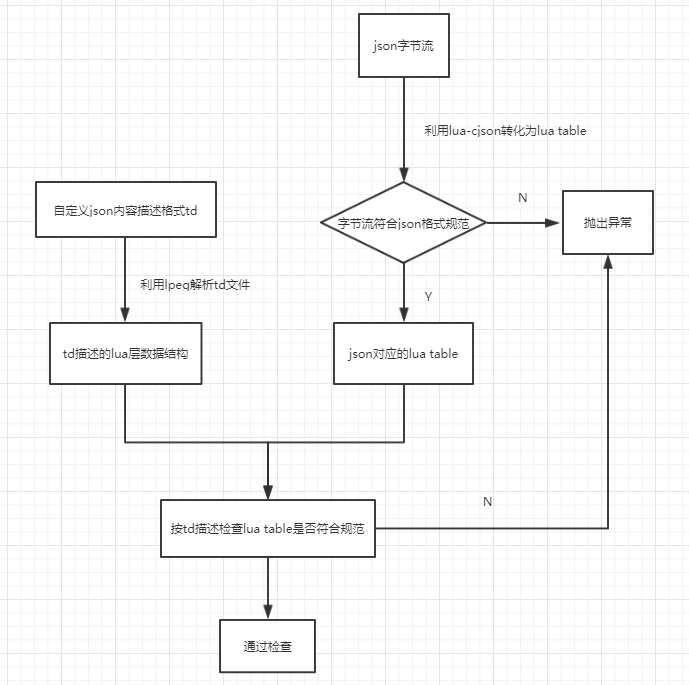 json字节流
利用lua-cjson转化为lua table
自定义json内容描述格式td
字节流符合json格式规范
N
抛出异常
利用lpeg解析td文件
Y
td描述的lua层数据结构
json对应的lua table
N
按td描述检查lua table是否符合规范
通过检查